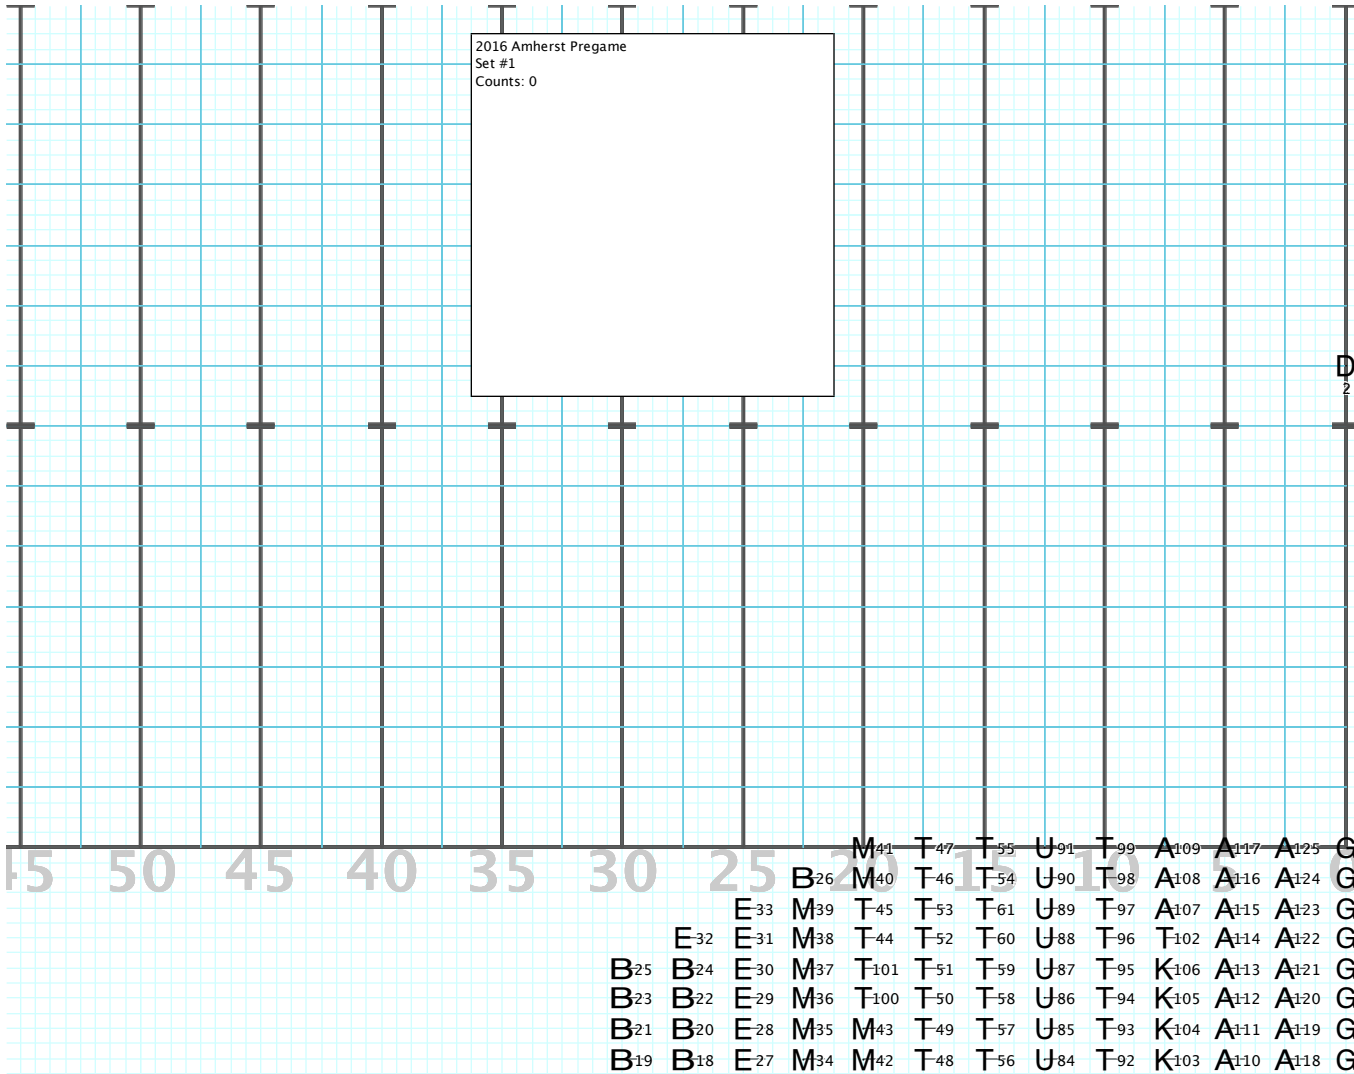 2016 Amherst Pregame
Set #1
Counts: 0
D
2
M41 T47 T55 U91 T99 A109 A117 A125 G
45 50 45 40 35 30 25 20 15 10 5 0
B26 M40 T46 T54 U90 T98 A108 A116 A124 G
E33 M39 T45 T53 T61 U89 T97 A107 A115 A123 G
E32 E31 M38 T44 T52 T60 U88 T96 T102 A114 A122 G
B25 B24 E30 M37 T101 T51 T59 U87 T95 K106 A113 A121 G
B23 B22 E29 M36 T100 T50 T58 U86 T94 K105 A112 A120 G
B21 B20 E28 M35 M43 T49 T57 U85 T93 K104 A111 A119 G
B19 B18 E27 M34 M42 T48 T56 U84 T92 K103 A110 A118 G